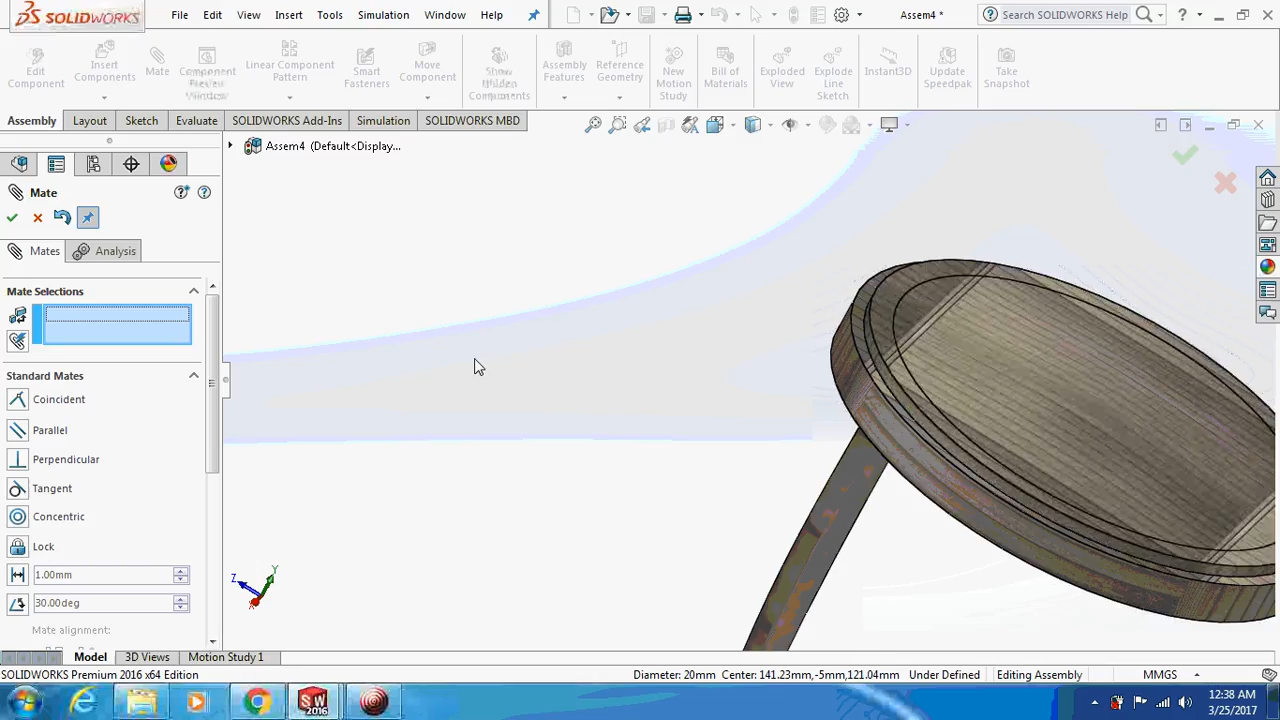 SOLIDWORKS File Edit View Insert Tools Simulation Window Help Assem4 * Search SOLIDWORKS Help
Edit Component
Insert Components
Mate
Component Preview Window
Linear Component Pattern
Smart Fasteners
Move Component
Show Hidden Components
Assembly Features
Reference Geometry
New Motion Study
Bill of Materials
Exploded View
Explode Line Sketch
Instant3D
Update Speedpak
Take Snapshot
Assembly Layout Sketch Evaluate SOLIDWORKS Add-Ins Simulation SOLIDWORKS MBD
Assem4 (Default<Display...
Mate
Mates Analysis
Mate Selections
Standard Mates
Coincident
Parallel
Perpendicular
Tangent
Concentric
Lock
1.00mm
30.00deg
Mate alignment:
Z Y X
Model 3D Views Motion Study 1
SOLIDWORKS Premium 2016 x64 Edition Diameter: 20mm Center: 141.23mm,-5mm,121.04mm Under Defined Editing Assembly MMGS
SW 2016
12:38 AM
3/25/2017